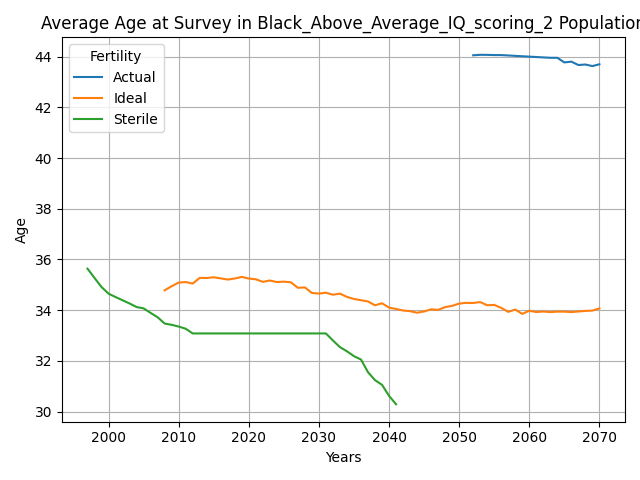 Average Age at Survey in Black_Above_Average_IQ_scoring_2 Population
Fertility
Actual
Ideal
Sterile
44
42
40
38
36
34
32
30
Age
2000 2010 2020 2030 2040 2050 2060 2070
Years